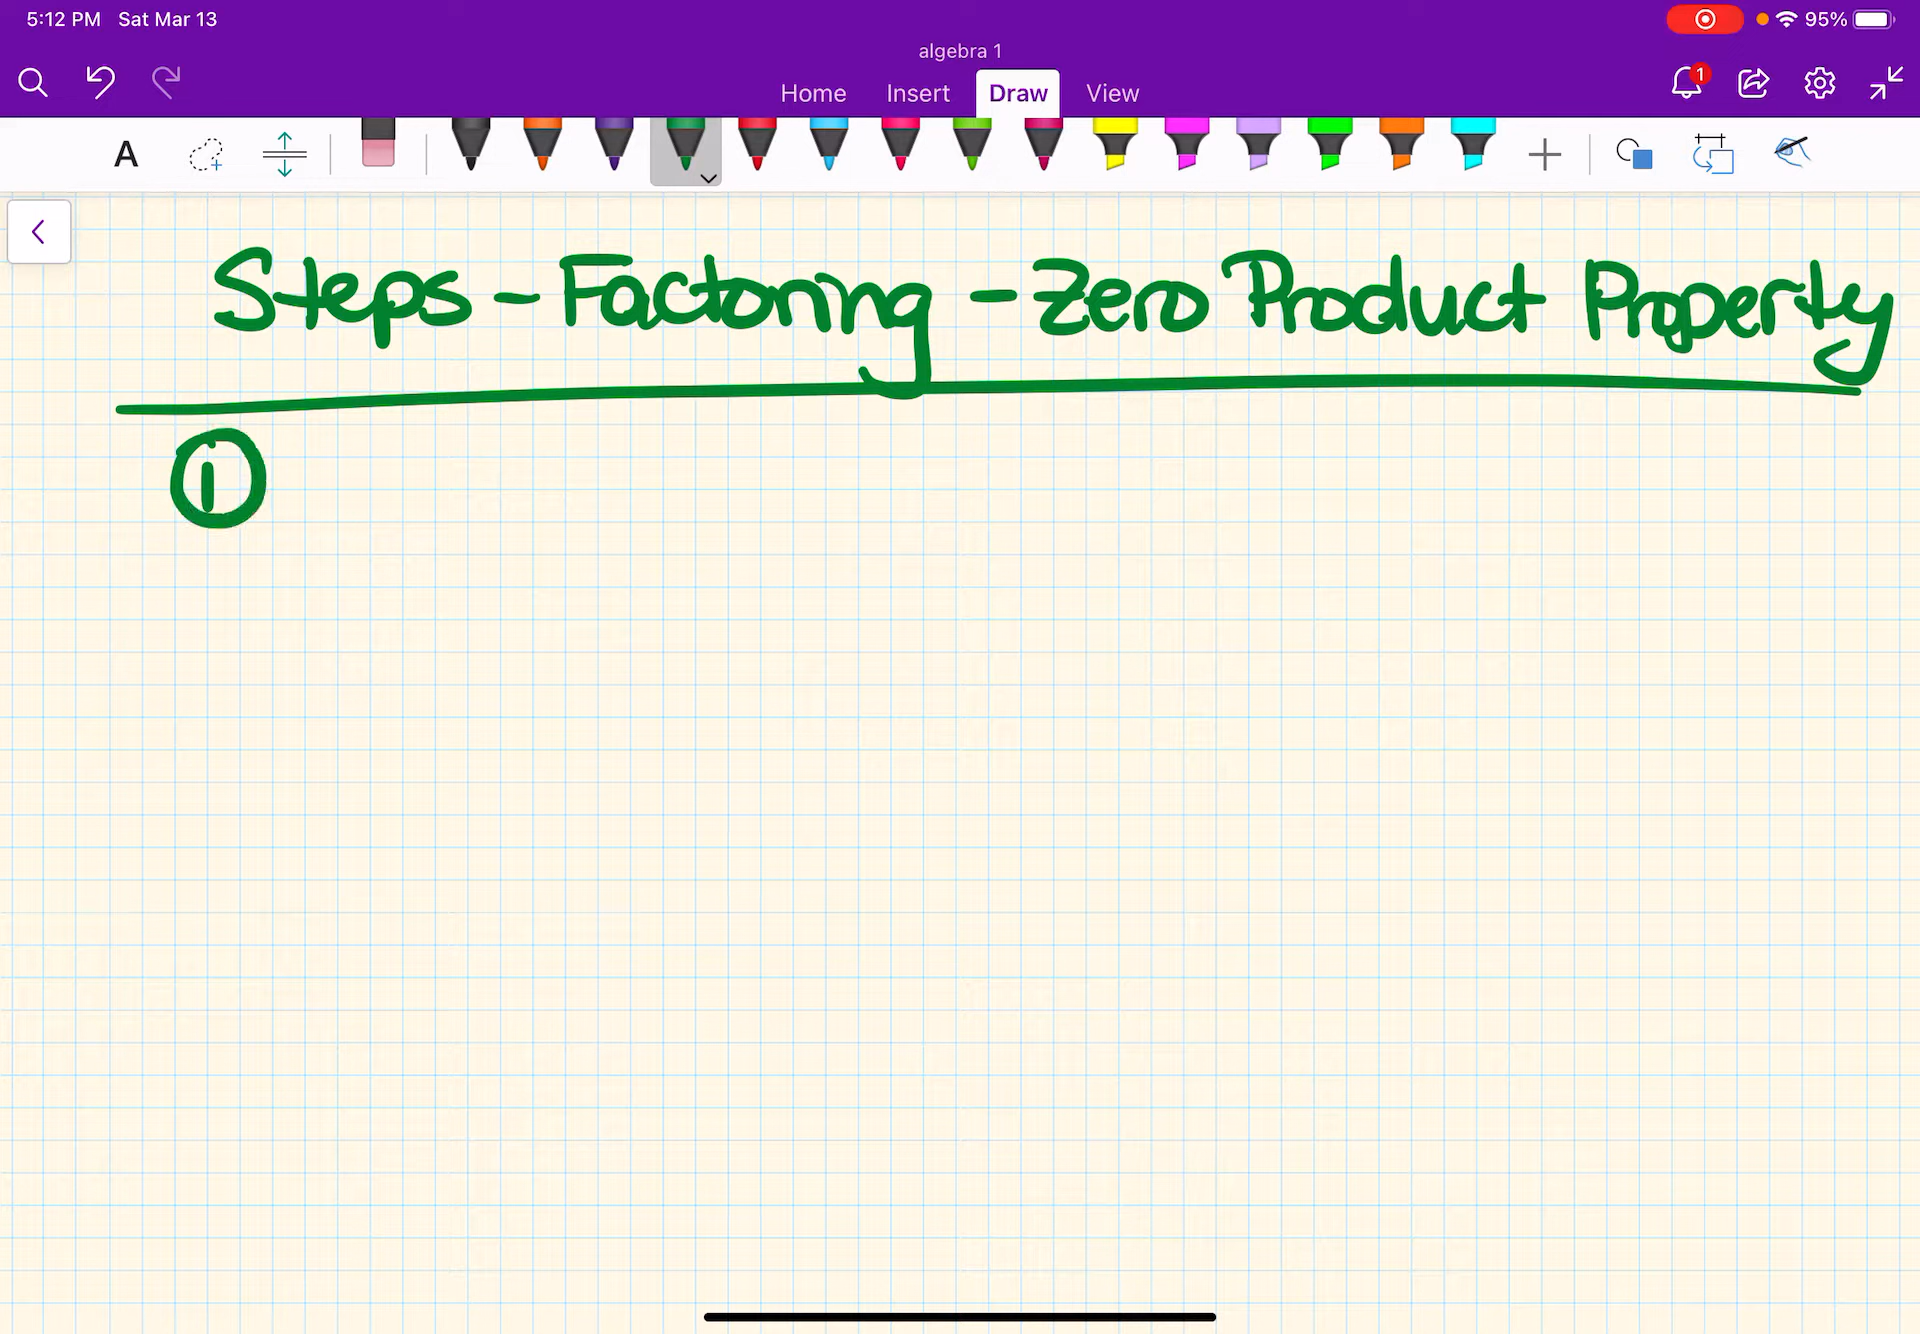 5:12 PM Sat Mar 13
95%
algebra 1
Home Insert Draw View
1
A
Steps - Factoring - Zero Product Property
①